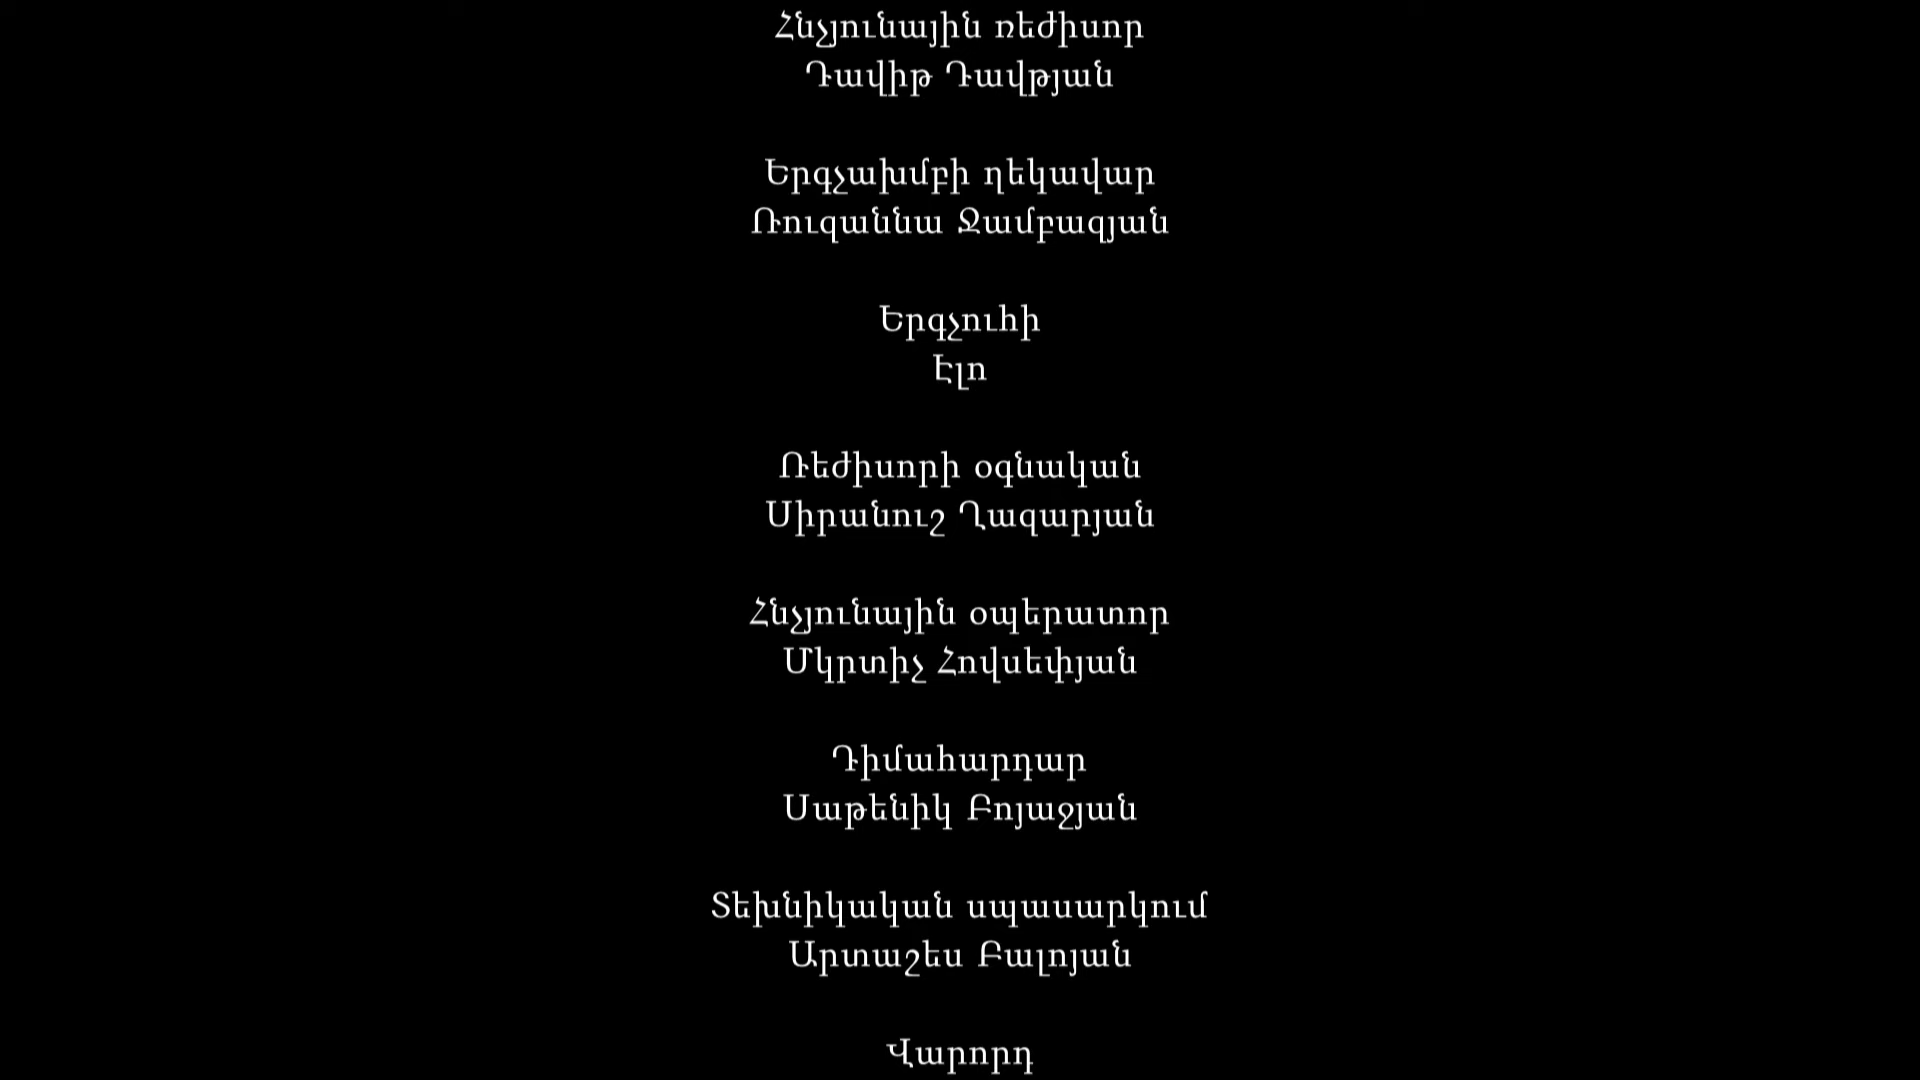 Հնչյունային ռեժիսոր
Դավիթ Դավթյան
Երգչախմբի ղեկավար
Ռուզաննա Ջամբազյան
Երգչուհի
Էլո
Ռեժիսորի օգնական
Սիրանուշ Ղազարյան
Հնչյունային օպերատոր
Մկրտիչ Հովսեփյան
Դիմահարդար
Սաթենիկ Բոյաջյան
Տեխնիկական սպասարկում
Արտաշես Բալոյան
Վարորդ